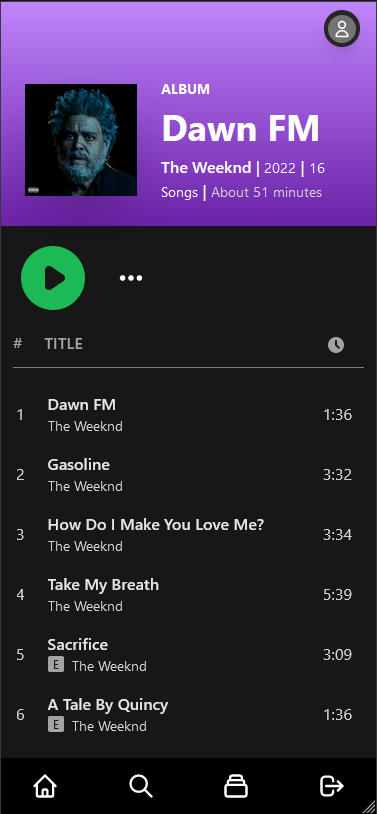 ALBUM
Dawn FM
The Weeknd | 2022 | 16
Songs | About 51 minutes
# TITLE
1 Dawn FM 1:36
The Weeknd
2 Gasoline 3:32
The Weeknd
3 How Do I Make You Love Me? 3:34
The Weeknd
4 Take My Breath 5:39
The Weeknd
5 Sacrifice 3:09
E The Weeknd
6 A Tale By Quincy 1:36
E The Weeknd